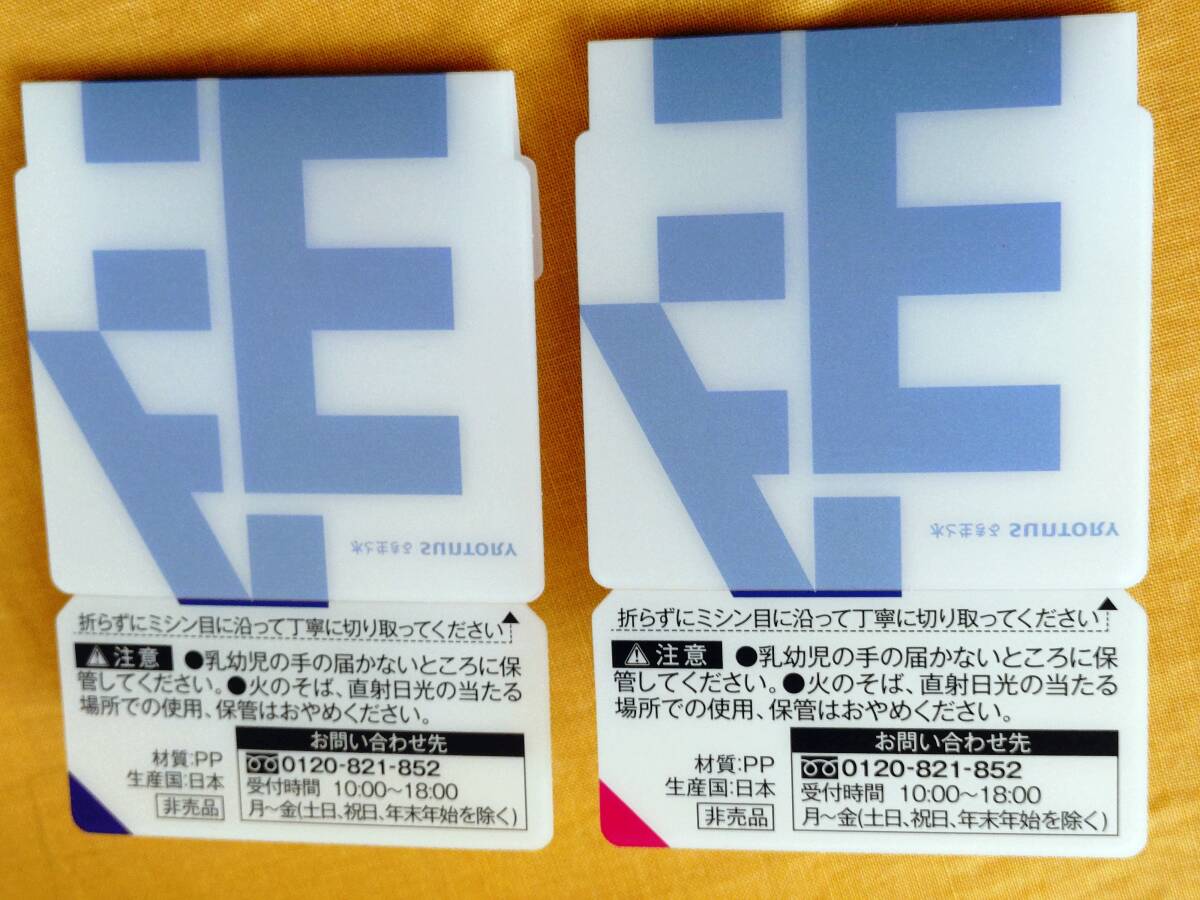 水と生きる SUNTORY
折らずにミシン目に沿って丁寧に切り取ってください
注意 ●乳幼児の手の届かないところに保
管してください。●火のそば、直射日光の当たる
場所での使用、保管はおやめください。
材質:PP
生産国:日本
非売品
お問い合わせ先
0120-821-852
受付時間 10:00～18:00
月～金(土日、祝日、年末年始を除く)
水と生きる SUNTORY
折らずにミシン目に沿って丁寧に切り取ってください
注意 ●乳幼児の手の届かないところに保
管してください。●火のそば、直射日光の当たる
場所での使用、保管はおやめください。
材質:PP
生産国:日本
非売品
お問い合わせ先
0120-821-852
受付時間 10:00～18:00
月～金(土日、祝日、年末年始を除く)